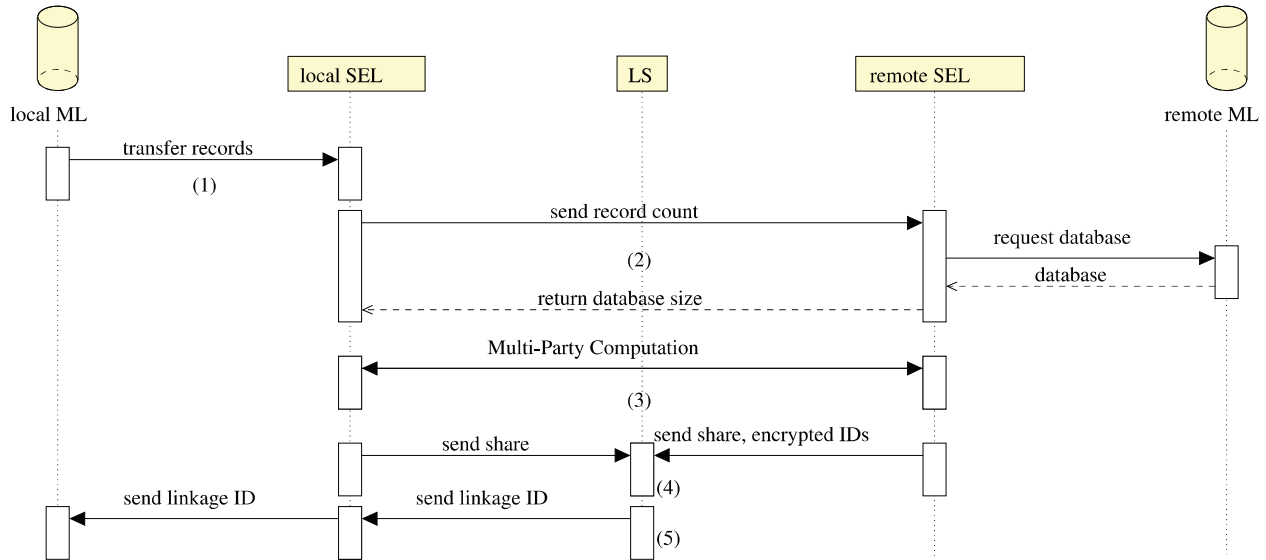 local SEL
LS
remote SEL
local ML
remote ML
transfer records
(1)
send record count
(2)
request database
database
return database size
Multi-Party Computation
(3)
send share
send share, encrypted IDs
(4)
send linkage ID
send linkage ID
(5)